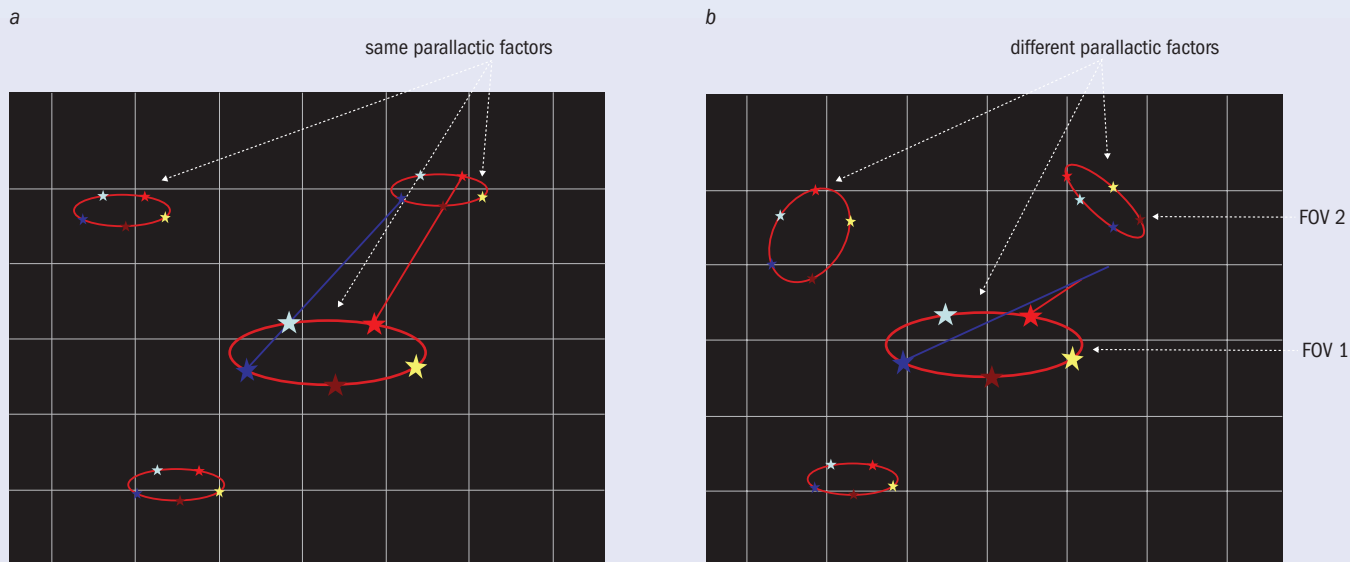 a
b
same parallactic factors
different parallactic factors
FOV 2
FOV 1